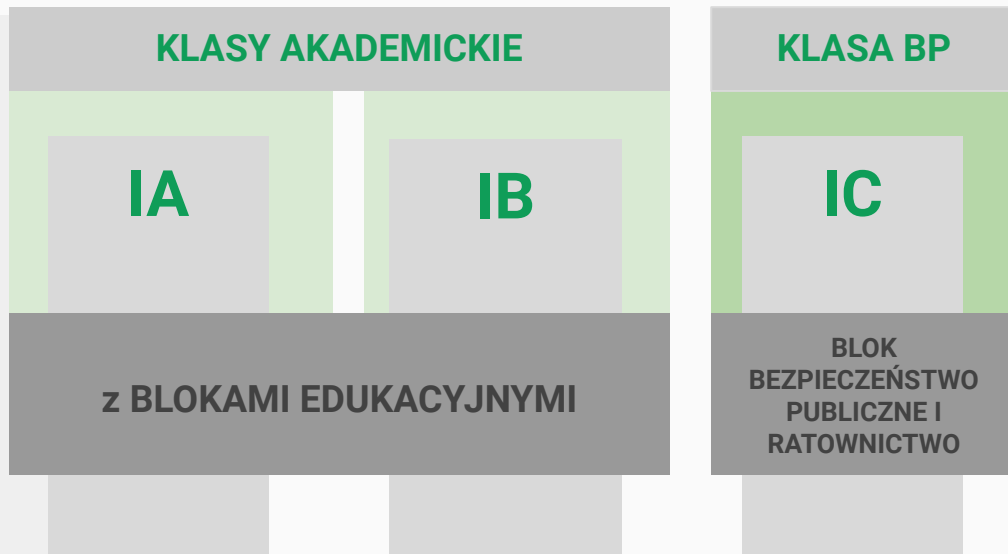 KLASY AKADEMICKIE
KLASA BP
IA
IB
IC
z BLOKAMI EDUKACYJNYMI
BLOK
BEZPIECZEŃSTWO
PUBLICZNE I
RATOWNICTWO